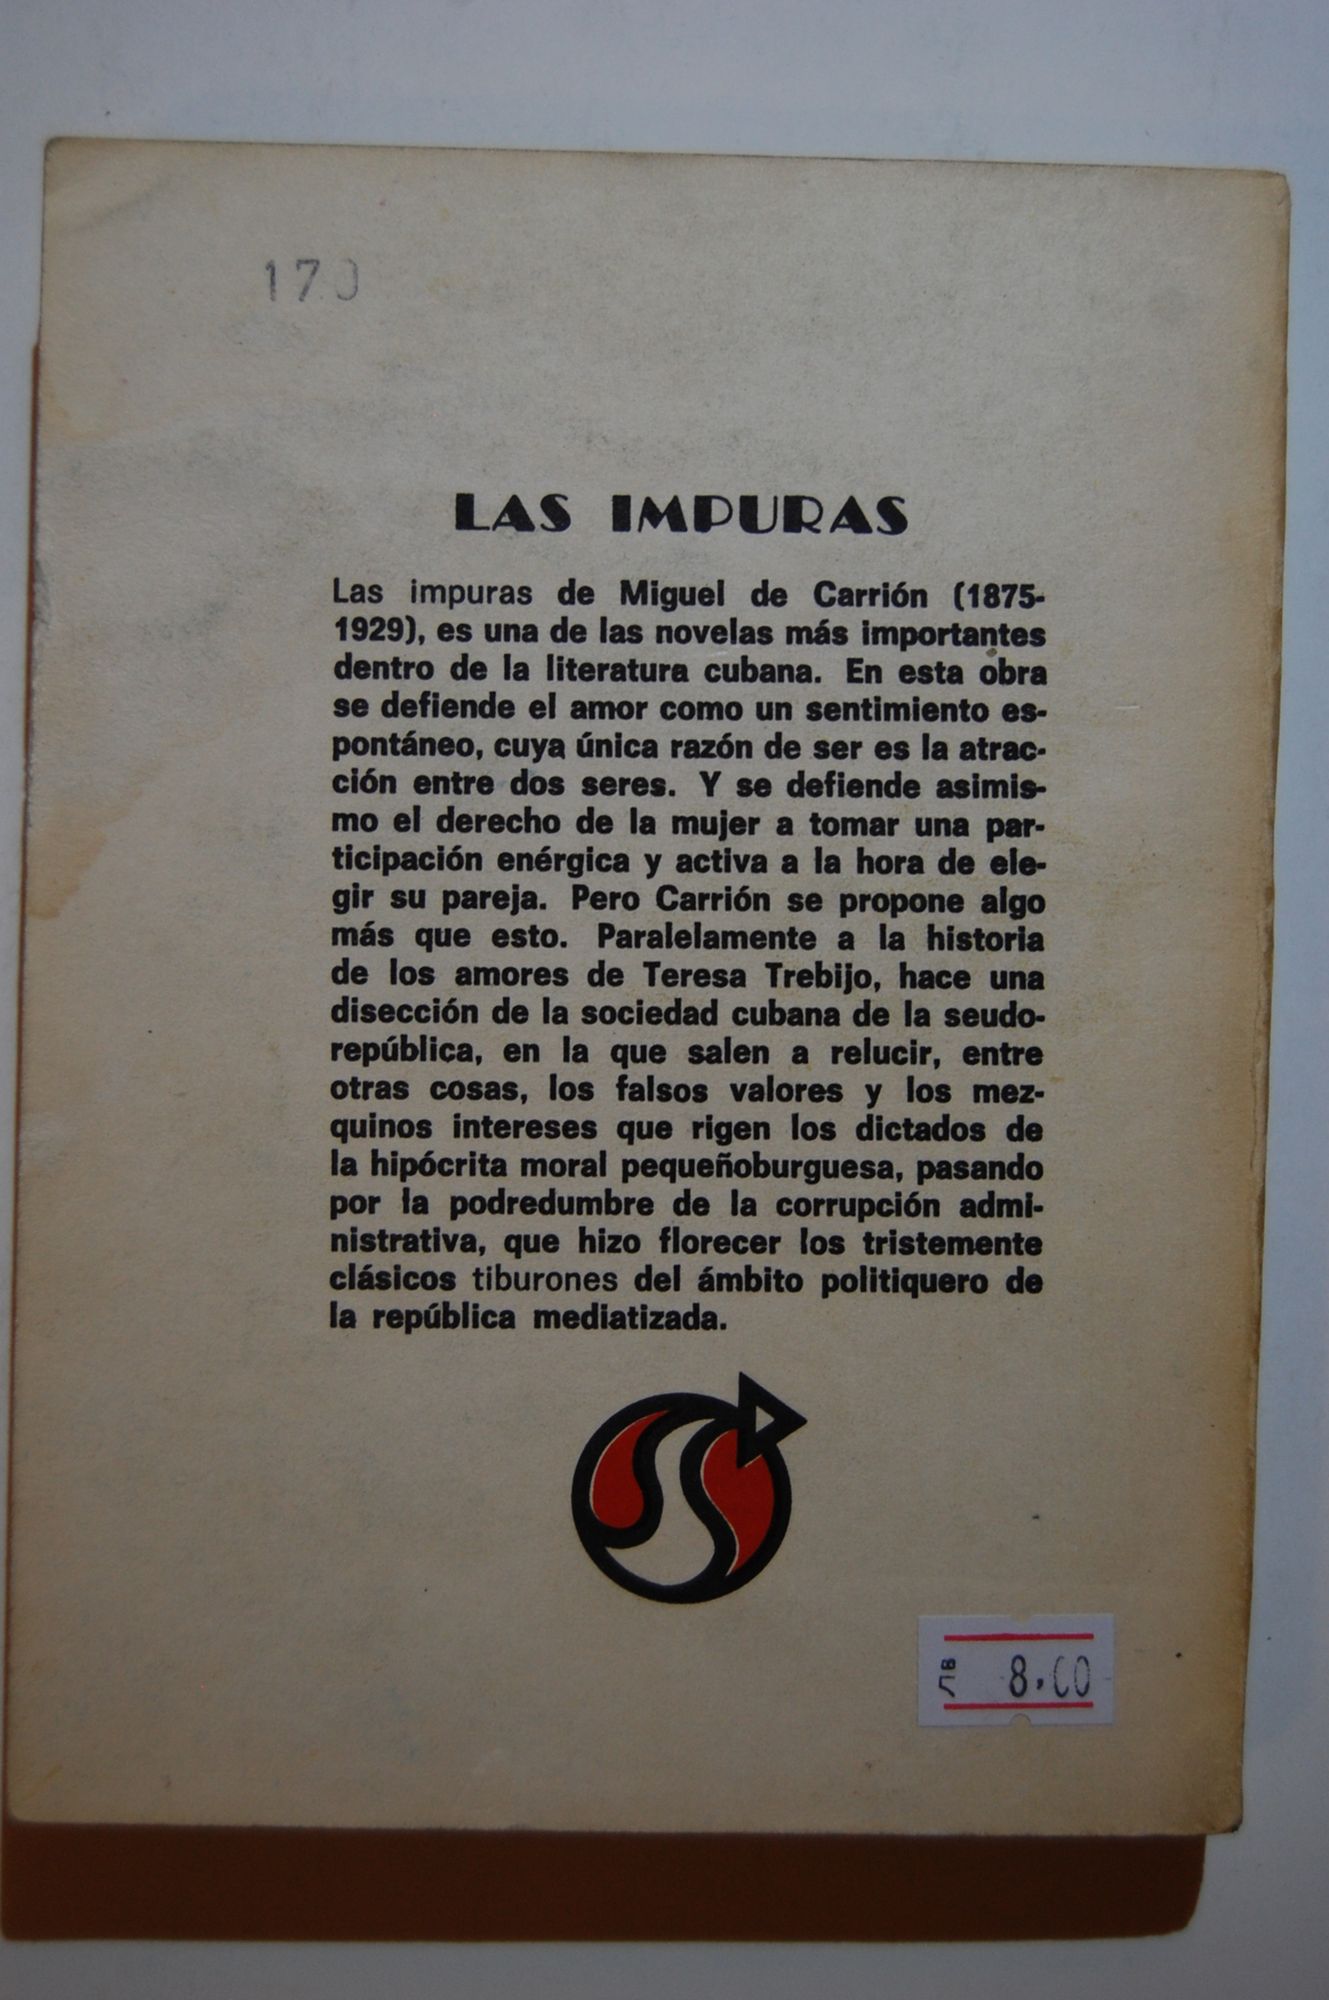 170
LAS IMPURAS
Las impuras de Miguel de Carrión (1875-
1929), es una de las novelas más importantes
dentro de la literatura cubana. En esta obra
se defiende el amor como un sentimiento es-
pontáneo, cuya única razón de ser es la atrac-
ción entre dos seres. Y se defiende asimis-
mo el derecho de la mujer a tomar una par-
ticipación enérgica y activa a la hora de ele-
gir su pareja. Pero Carrión se propone algo
más que esto. Paralelamente a la historia
de los amores de Teresa Trebijo, hace una
disección de la sociedad cubana de la seudo-
república, en la que salen a relucir, entre
otras cosas, los falsos valores y los mez-
quinos intereses que rigen los dictados de
la hipócrita moral pequeñoburguesa, pasando
por la podredumbre de la corrupción admi-
nistrativa, que hizo florecer los tristemente
clásicos tiburones del ámbito politiquero de
la república mediatizada.
ЛВ 8.00